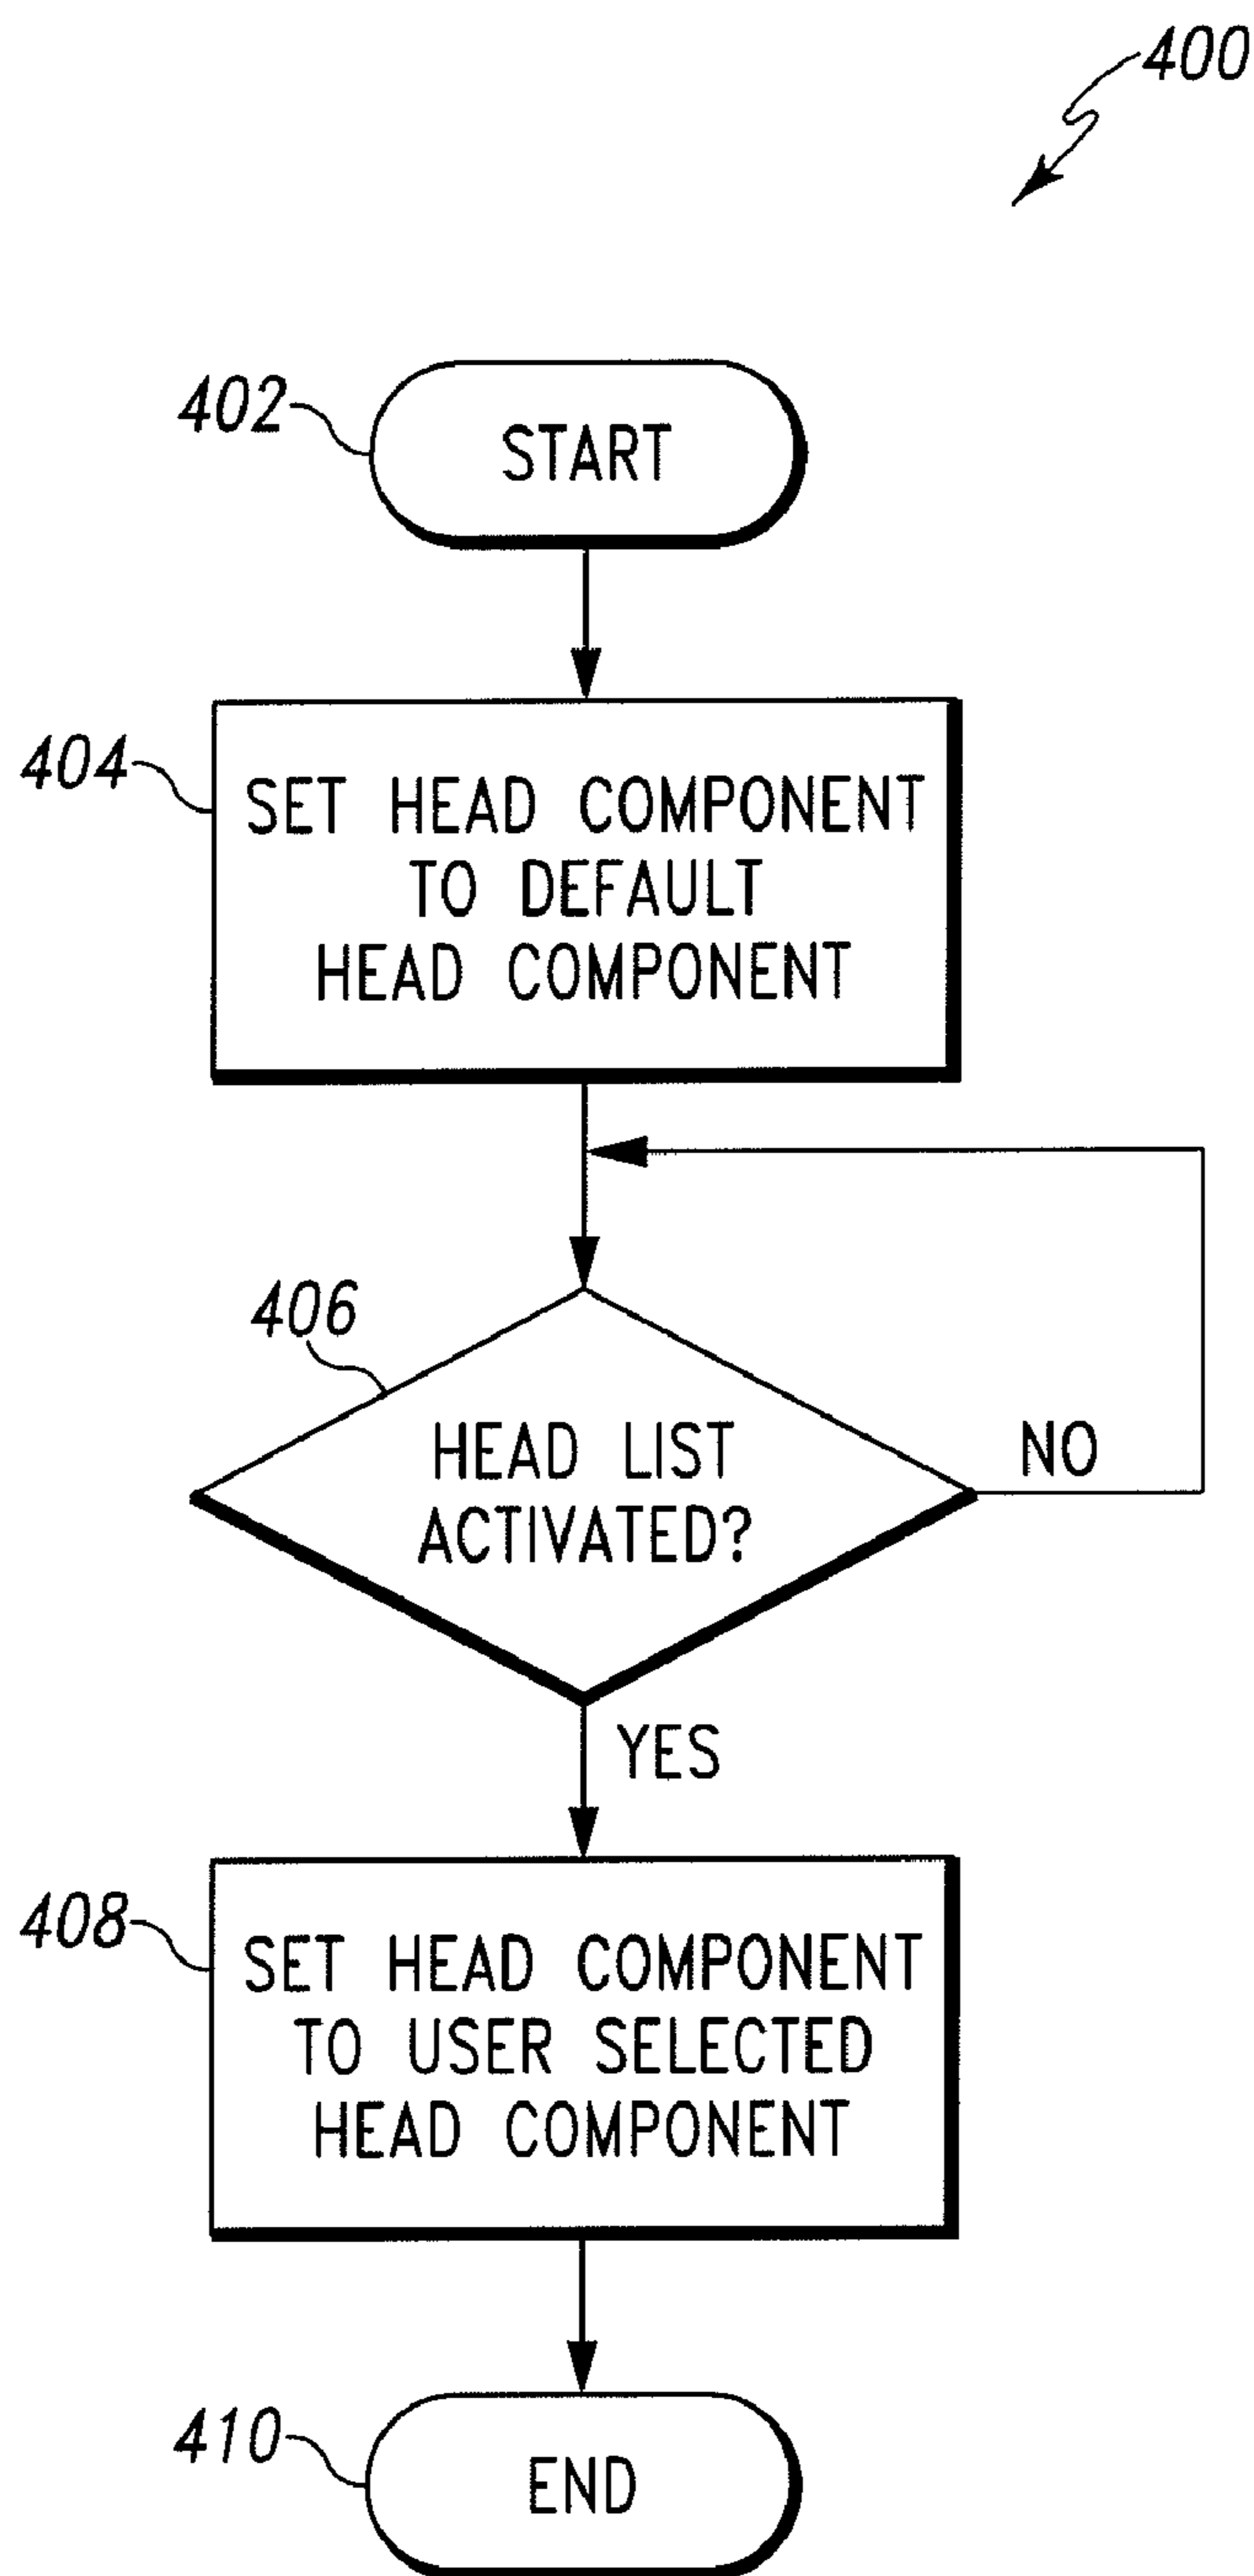 400
402
START
404
SET HEAD COMPONENT
TO DEFAULT
HEAD COMPONENT
406
HEAD LIST
ACTIVATED?
NO
YES
408
SET HEAD COMPONENT
TO USER SELECTED
HEAD COMPONENT
410
END